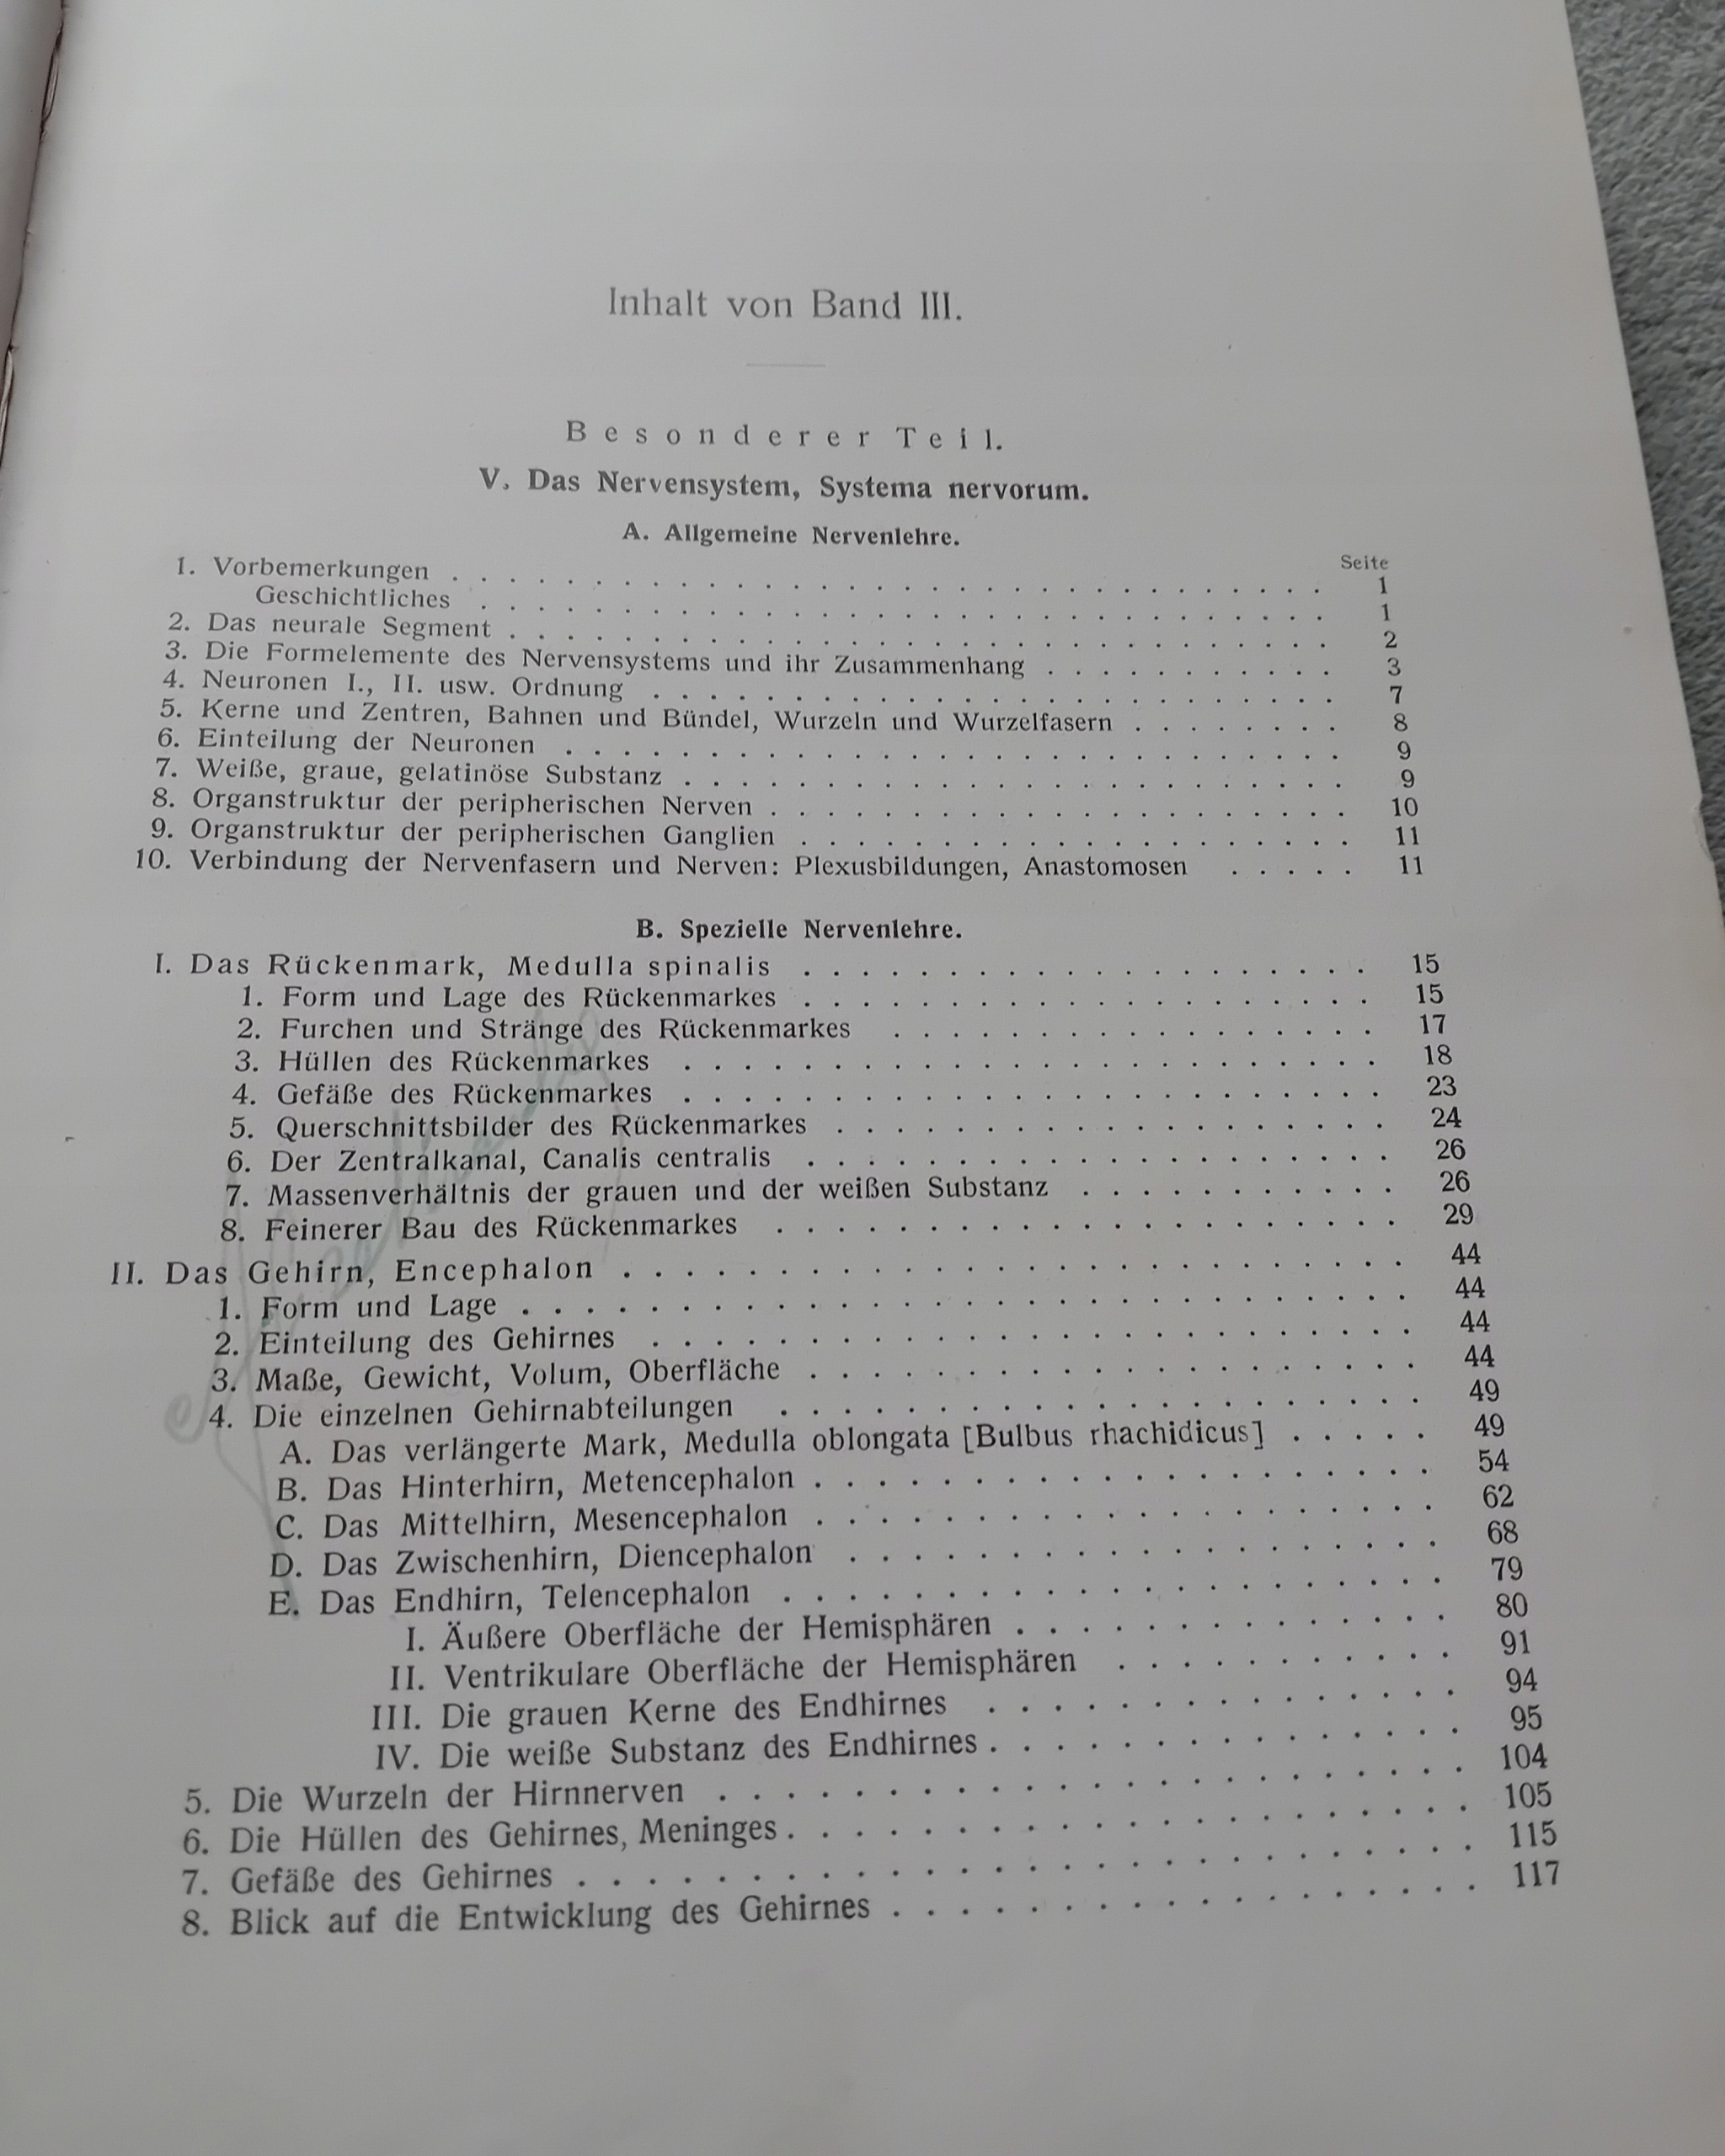 Inhalt von Band III.
Besonderer Teil.
V. Das Nervensystem, Systema nervorum.
A. Allgemeine Nervenlehre.
Seite
1. Vorbemerkungen . . . . . . . . . . 1
Geschichtliches . . . . . . . . . . 1
2. Das neurale Segment . . . . . . . . . . 2
3. Die Formelemente des Nervensystems und ihr Zusammenhang . . . . . . . . . . 3
4. Neuronen I., II. usw. Ordnung . . . . . . . . . . 7
5. Kerne und Zentren, Bahnen und Bündel, Wurzeln und Wurzelfasern . . . . . . . . 8
6. Einteilung der Neuronen . . . . . . . . . . 9
7. Weiße, graue, gelatinöse Substanz . . . . . . . . . . 9
8. Organstruktur der peripherischen Nerven . . . . . . . . . . 10
9. Organstruktur der peripherischen Ganglien . . . . . . . . . . 11
10. Verbindung der Nervenfasern und Nerven: Plexusbildungen, Anastomosen . . . . . 11
B. Spezielle Nervenlehre.
I. Das Rückenmark, Medulla spinalis . . . . . . . . . . 15
1. Form und Lage des Rückenmarkes . . . . . . . . . . 15
2. Furchen und Stränge des Rückenmarkes . . . . . . . . . . 17
3. Hüllen des Rückenmarkes . . . . . . . . . . 18
4. Gefäße des Rückenmarkes . . . . . . . . . . 23
5. Querschnittsbilder des Rückenmarkes . . . . . . . . . . 24
6. Der Zentralkanal, Canalis centralis . . . . . . . . . . 26
7. Massenverhältnis der grauen und der weißen Substanz . . . . . . . . . . 26
8. Feinerer Bau des Rückenmarkes . . . . . . . . . . 29
II. Das Gehirn, Encephalon . . . . . . . . . . 44
1. Form und Lage . . . . . . . . . . 44
2. Einteilung des Gehirnes . . . . . . . . . . 44
3. Maße, Gewicht, Volum, Oberfläche . . . . . . . . . . 44
4. Die einzelnen Gehirnabteilungen . . . . . . . . . . 49
A. Das verlängerte Mark, Medulla oblongata [Bulbus rhachidicus] . . . . . 49
B. Das Hinterhirn, Metencephalon . . . . . . . . . . 54
C. Das Mittelhirn, Mesencephalon . . . . . . . . . . 62
D. Das Zwischenhirn, Diencephalon . . . . . . . . . . 68
E. Das Endhirn, Telencephalon . . . . . . . . . . 79
I. Äußere Oberfläche der Hemisphären . . . . . . . . . . 80
II. Ventrikulare Oberfläche der Hemisphären . . . . . . . . . . 91
III. Die grauen Kerne des Endhirnes . . . . . . . . . . 94
IV. Die weiße Substanz des Endhirnes . . . . . . . . . . 95
5. Die Wurzeln der Hirnnerven . . . . . . . . . . 104
6. Die Hüllen des Gehirnes, Meninges . . . . . . . . . . 105
7. Gefäße des Gehirnes . . . . . . . . . . 115
8. Blick auf die Entwicklung des Gehirnes . . . . . . . . . . 117